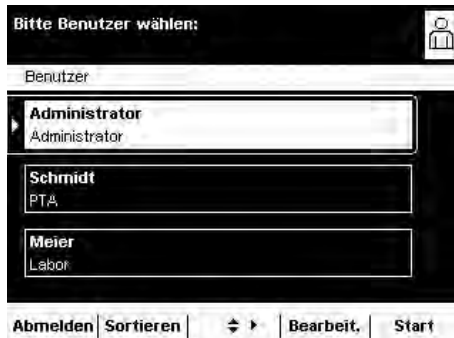 Bitte Benutzer wählen:
Benutzer
Administrator
Administrator
Schmidt
PTA
Meier
Labor
Abmelden Sortieren Bearbeit. Start